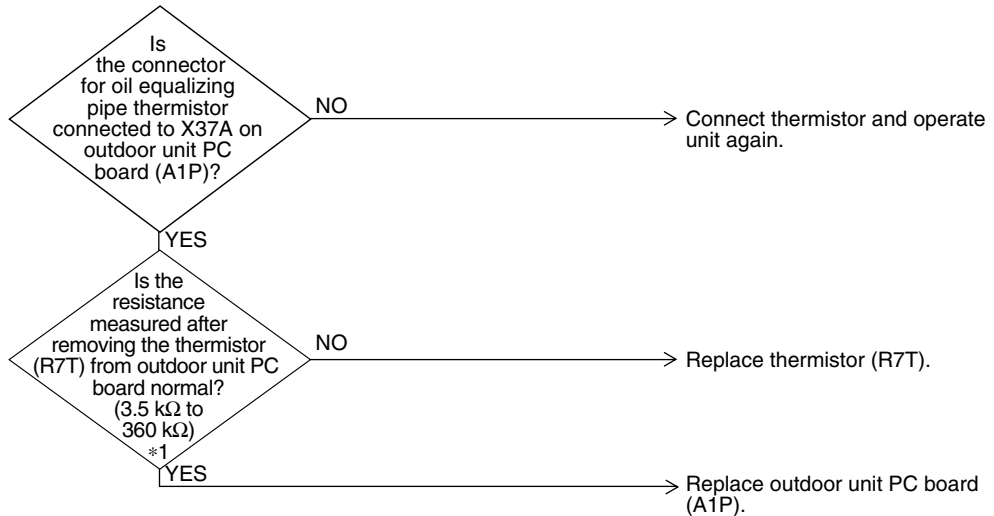 Is
the connector
for oil equalizing
pipe thermistor
connected to X37A on
outdoor unit PC
board (A1P)?
NO
Connect thermistor and operate
unit again.
YES
Is the
resistance
measured after
removing the thermistor
(R7T) from outdoor unit PC
board normal?
(3.5 kΩ to
360 kΩ)
*1
NO
Replace thermistor (R7T).
YES
Replace outdoor unit PC board
(A1P).